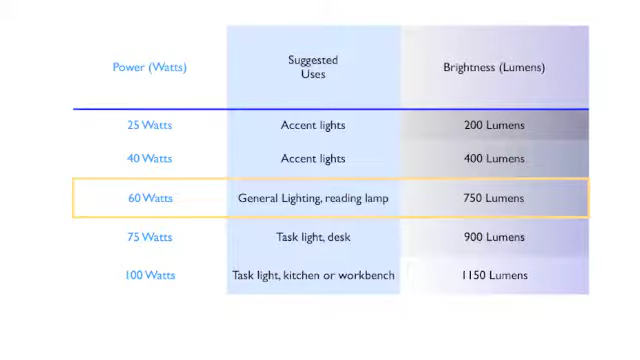 Power (Watts) Suggested Uses Brightness (Lumens)
25 Watts Accent lights 200 Lumens
40 Watts Accent lights 400 Lumens
60 Watts General Lighting, reading lamp 750 Lumens
75 Watts Task light, desk 900 Lumens
100 Watts Task light, kitchen or workbench 1150 Lumens